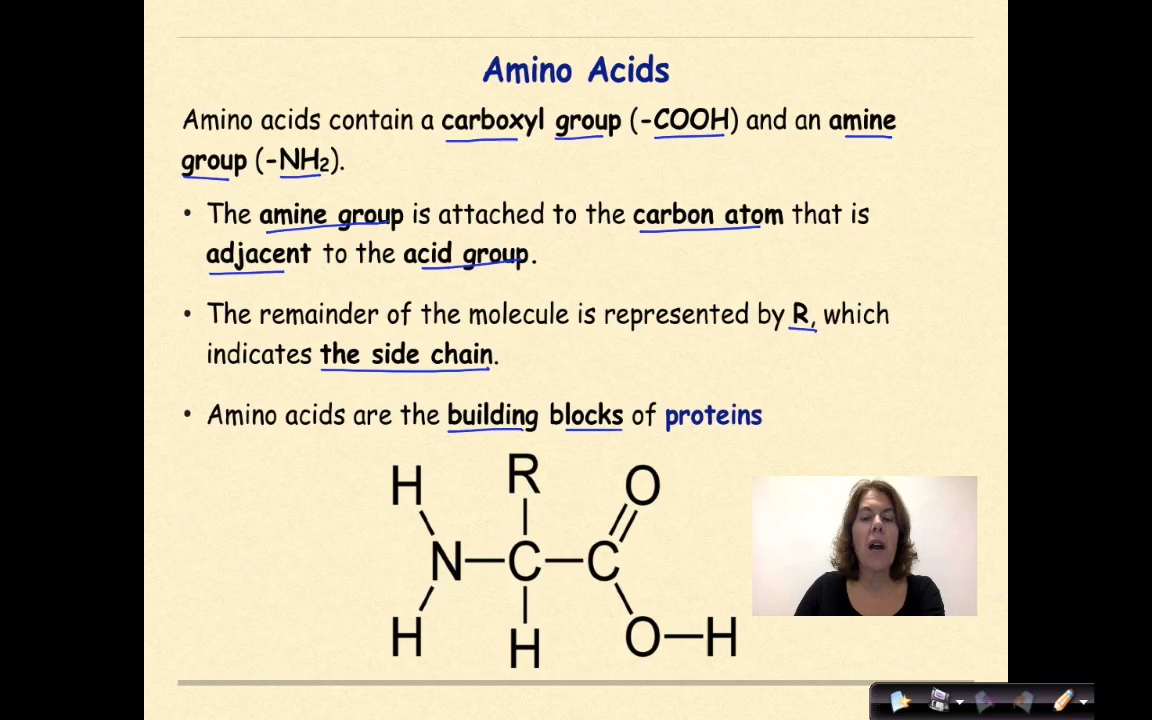 Amino Acids
Amino acids contain a carboxyl group (-COOH) and an amine
group (-NH₂).
• The amine group is attached to the carbon atom that is
adjacent to the acid group.
• The remainder of the molecule is represented by R, which
indicates the side chain.
• Amino acids are the building blocks of proteins
H R O
N—C—C
H H O—H